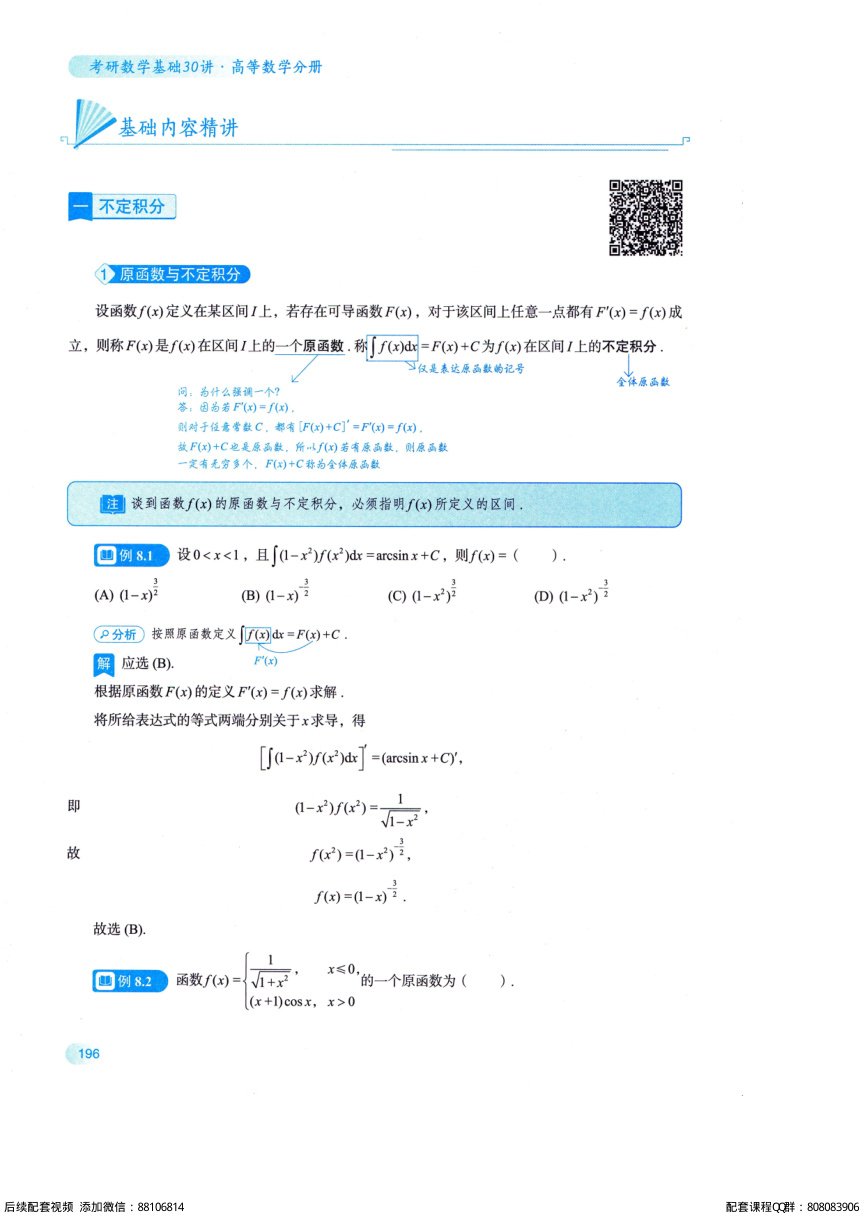 考研数学基础30讲·高等数学分册
基础内容精讲
一 不定积分
1 原函数与不定积分
设函数f(x)定义在某区间I上，若存在可导函数F(x)，对于该区间上任意一点都有F′(x)=f(x)成
立，则称F(x)是f(x)在区间I上的一个原函数.称∫f(x)dx=F(x)+C为f(x)在区间I上的不定积分.
仅是表达原函数的记号
全体原函数
问：为什么强调一个?
答：因为若F′(x)=f(x)，
则对于任意常数C，都有[F(x)+C]′=F′(x)=f(x)，
故F(x)+C也是原函数，所以f(x)若有原函数，则原函数
一定有无穷多个，F(x)+C称为全体原函数
注 谈到函数f(x)的原函数与不定积分，必须指明f(x)所定义的区间.
例8.1 设0<x<1，且∫(1−x²)f(x²)dx=arcsin x+C，则f(x)=( ).
(A) (1−x)^{3/2} (B) (1−x)^{-3/2} (C) (1−x²)^{3/2} (D) (1−x²)^{-3/2}
分析 按照原函数定义∫f(x)dx=F(x)+C.
F′(x)
解 应选(B).
根据原函数F(x)的定义F′(x)=f(x)求解.
将所给表达式的等式两端分别关于x求导，得
[∫(1−x²)f(x²)dx]′=(arcsin x+C)′,
即 (1−x²)f(x²)=1/√(1−x²),
故 f(x²)=(1−x²)^{-3/2},
f(x)=(1−x)^{-3/2}.
故选(B).
例8.2 函数f(x)={1/√(1+x²), x≤0, (x+1)cos x, x>0 的一个原函数为( ).
196
后续配套视频 添加微信：88106814
配套课程QQ群：808083906